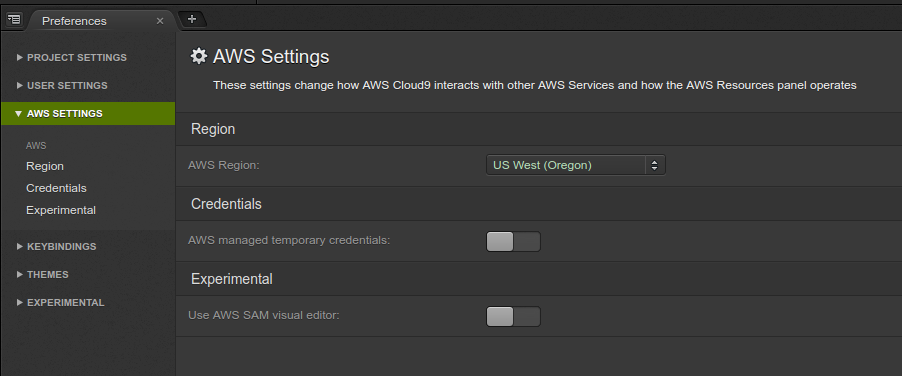 Preferences
PROJECT SETTINGS
USER SETTINGS
AWS SETTINGS
AWS
Region
Credentials
Experimental
KEYBINDINGS
THEMES
EXPERIMENTAL
AWS Settings
These settings change how AWS Cloud9 interacts with other AWS Services and how the AWS Resources panel operates
Region
AWS Region: US West (Oregon)
Credentials
AWS managed temporary credentials:
Experimental
Use AWS SAM visual editor: